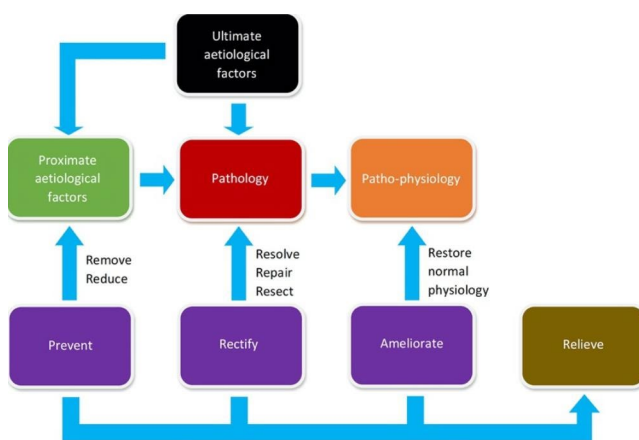 Ultimate
aetiological
factors
Proximate
aetiological
factors
Pathology
Patho-physiology
Remove
Reduce
Resolve
Repair
Resect
Restore
normal
physiology
Prevent
Rectify
Ameliorate
Relieve